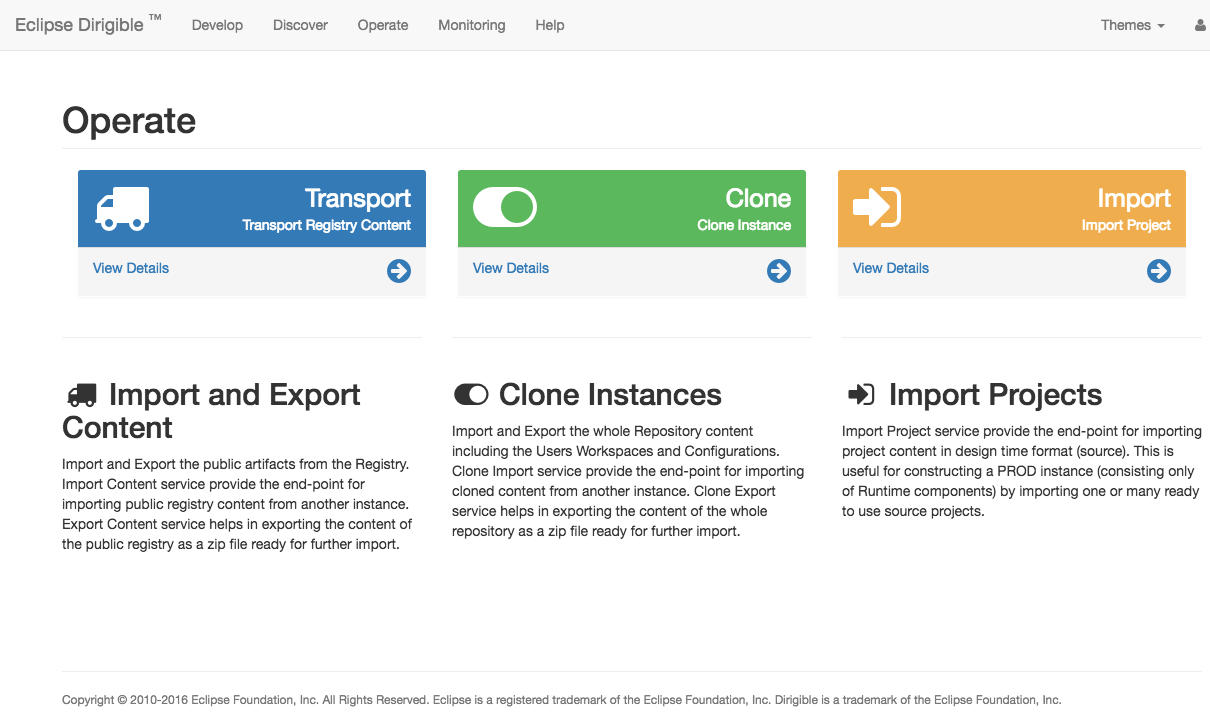 Eclipse Dirigible ™ Develop Discover Operate Monitoring Help Themes
Operate
Transport
Transport Registry Content
View Details
Clone
Clone Instance
View Details
Import
Import Project
View Details
Import and Export
Content
Import and Export the public artifacts from the Registry.
Import Content service provide the end-point for
importing public registry content from another instance.
Export Content service helps in exporting the content of
the public registry as a zip file ready for further import.
Clone Instances
Import and Export the whole Repository content
including the Users Workspaces and Configurations.
Clone Import service provide the end-point for importing
cloned content from another instance. Clone Export
service helps in exporting the content of the whole
repository as a zip file ready for further import.
Import Projects
Import Project service provide the end-point for importing
project content in design time format (source). This is
useful for constructing a PROD instance (consisting only
of Runtime components) by importing one or many ready
to use source projects.
Copyright © 2010-2016 Eclipse Foundation, Inc. All Rights Reserved. Eclipse is a registered trademark of the Eclipse Foundation, Inc. Dirigible is a trademark of the Eclipse Foundation, Inc.